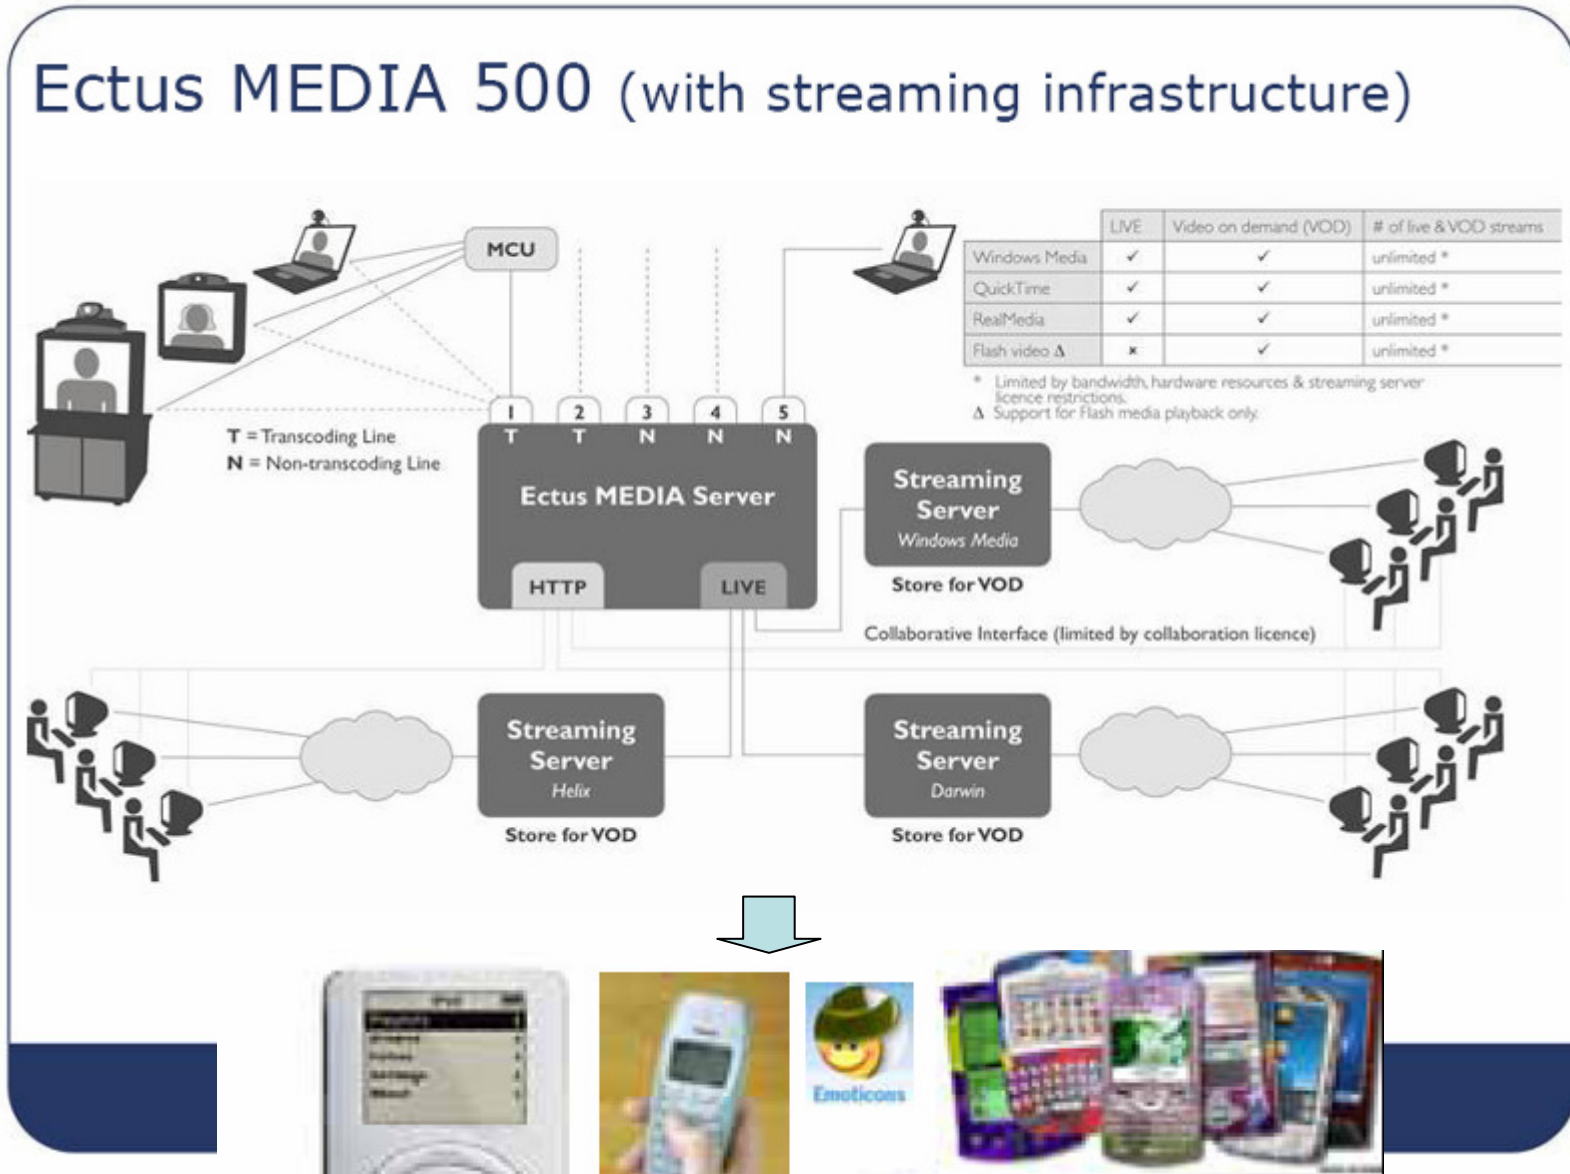 Ectus MEDIA 500 (with streaming infrastructure)
MCU
LIVE Video on demand (VOD) # of live & VOD streams
Windows Media ✓ ✓ unlimited *
QuickTime ✓ ✓ unlimited *
RealMedia ✓ ✓ unlimited *
Flash video Δ × ✓ unlimited *
* Limited by bandwidth, hardware resources & streaming server
licence restrictions.
Δ Support for Flash media playback only.
1 2 3 4 5
T T N N N
T = Transcoding Line
N = Non-transcoding Line
Ectus MEDIA Server
HTTP LIVE
Streaming
Server
Windows Media
Store for VOD
Collaborative Interface (limited by collaboration licence)
Streaming
Server
Helix
Store for VOD
Streaming
Server
Darwin
Store for VOD
iPod
Settings
About
Emoticons